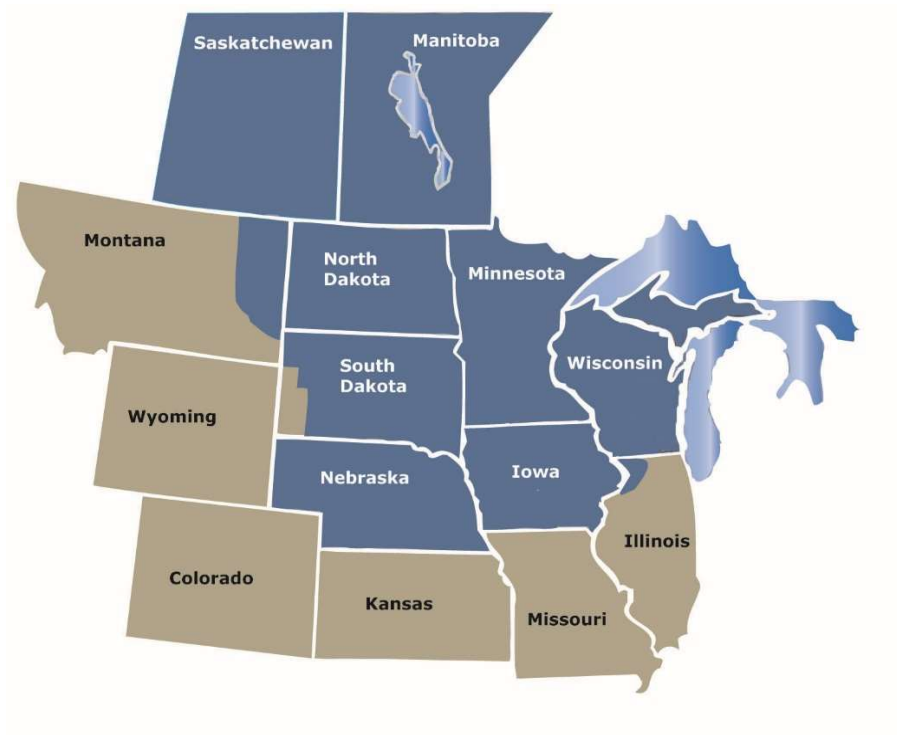 Saskatchewan
Manitoba
Montana
North
Dakota
Minnesota
South
Dakota
Wisconsin
Wyoming
Nebraska
Iowa
Illinois
Colorado
Kansas
Missouri